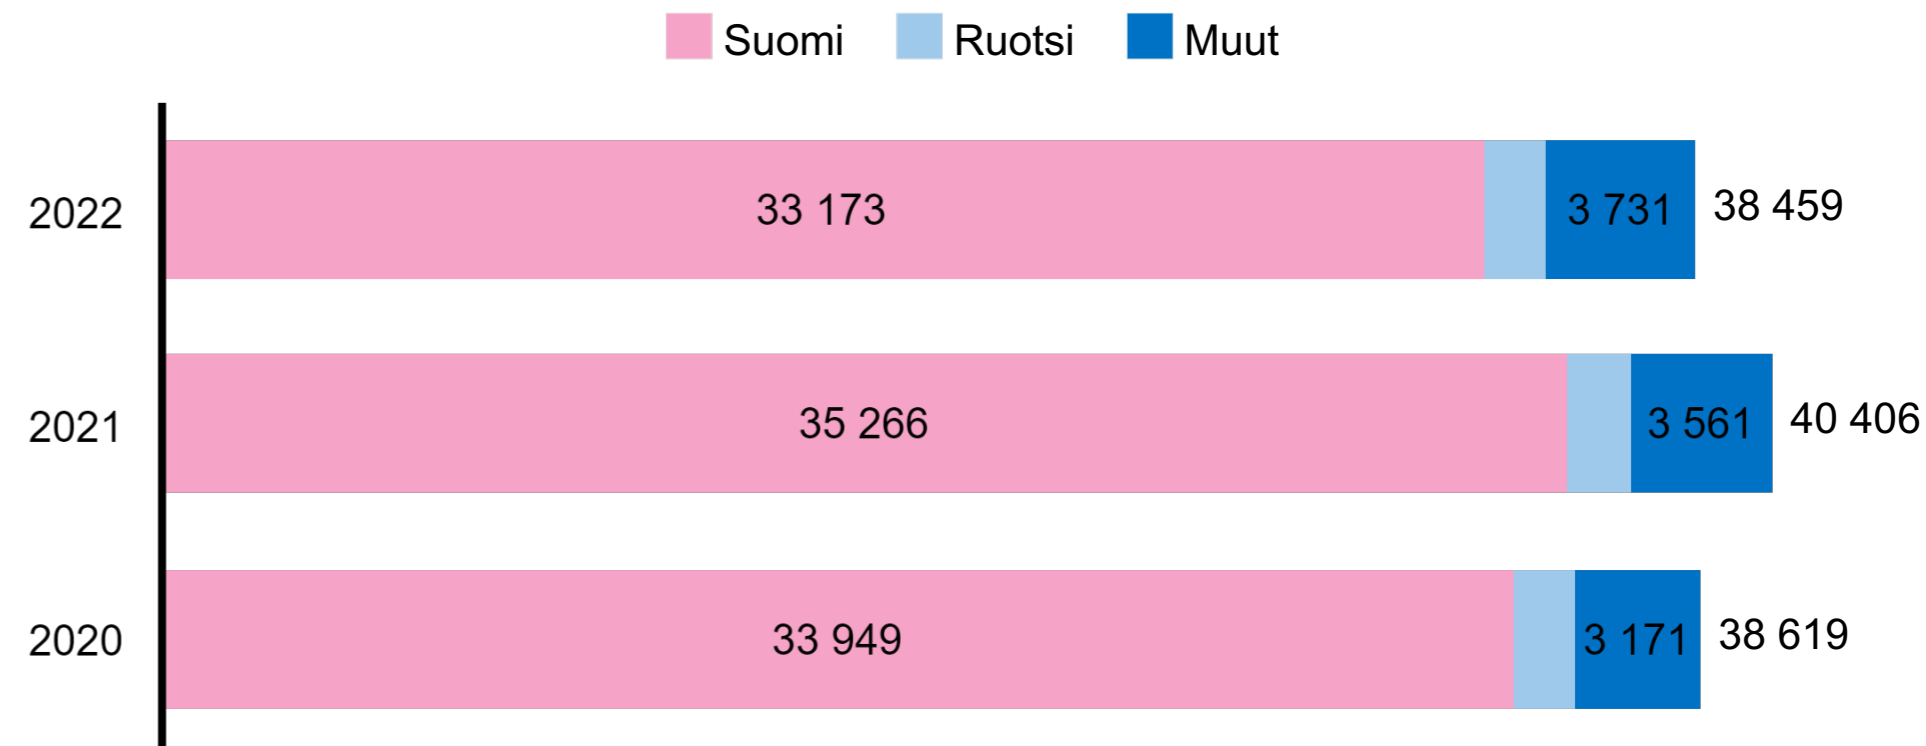 Suomi Ruotsi Muut
2022 33 173 3 731 38 459
2021 35 266 3 561 40 406
2020 33 949 3 171 38 619